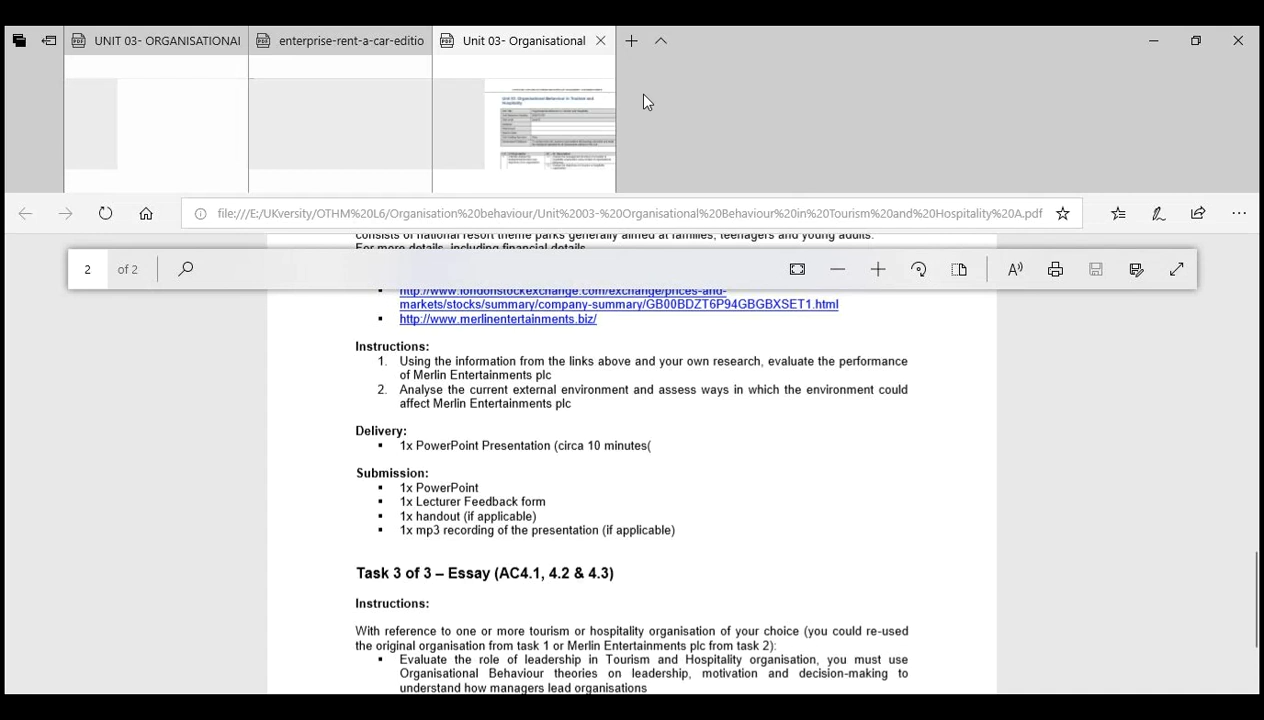 UNIT 03- ORGANISATIONAL
enterprise-rent-a-car-editio
Unit 03- Organisational
file:///E:/UKversity/OTHM%20L6/Organisation%20behaviour/Unit%2003-%20Organisational%20Behaviour%20in%20Tourism%20and%20Hospitality%20A.pdf
consists of national resort theme parks generally aimed at families, teenagers and young adults.
For more details, including financial details
2 of 2
http://www.londonstockexchange.com/exchange/prices-and-
markets/stocks/summary/company-summary/GB00BDZT6P94GBGBXSET1.html
▪ http://www.merlinentertainments.biz/
Instructions:
1. Using the information from the links above and your own research, evaluate the performance
of Merlin Entertainments plc
2. Analyse the current external environment and assess ways in which the environment could
affect Merlin Entertainments plc
Delivery:
▪ 1x PowerPoint Presentation (circa 10 minutes(
Submission:
▪ 1x PowerPoint
▪ 1x Lecturer Feedback form
▪ 1x handout (if applicable)
▪ 1x mp3 recording of the presentation (if applicable)
Task 3 of 3 – Essay (AC4.1, 4.2 & 4.3)
Instructions:
With reference to one or more tourism or hospitality organisation of your choice (you could re-used
the original organisation from task 1 or Merlin Entertainments plc from task 2):
▪ Evaluate the role of leadership in Tourism and Hospitality organisation, you must use
Organisational Behaviour theories on leadership, motivation and decision-making to
understand how managers lead organisations